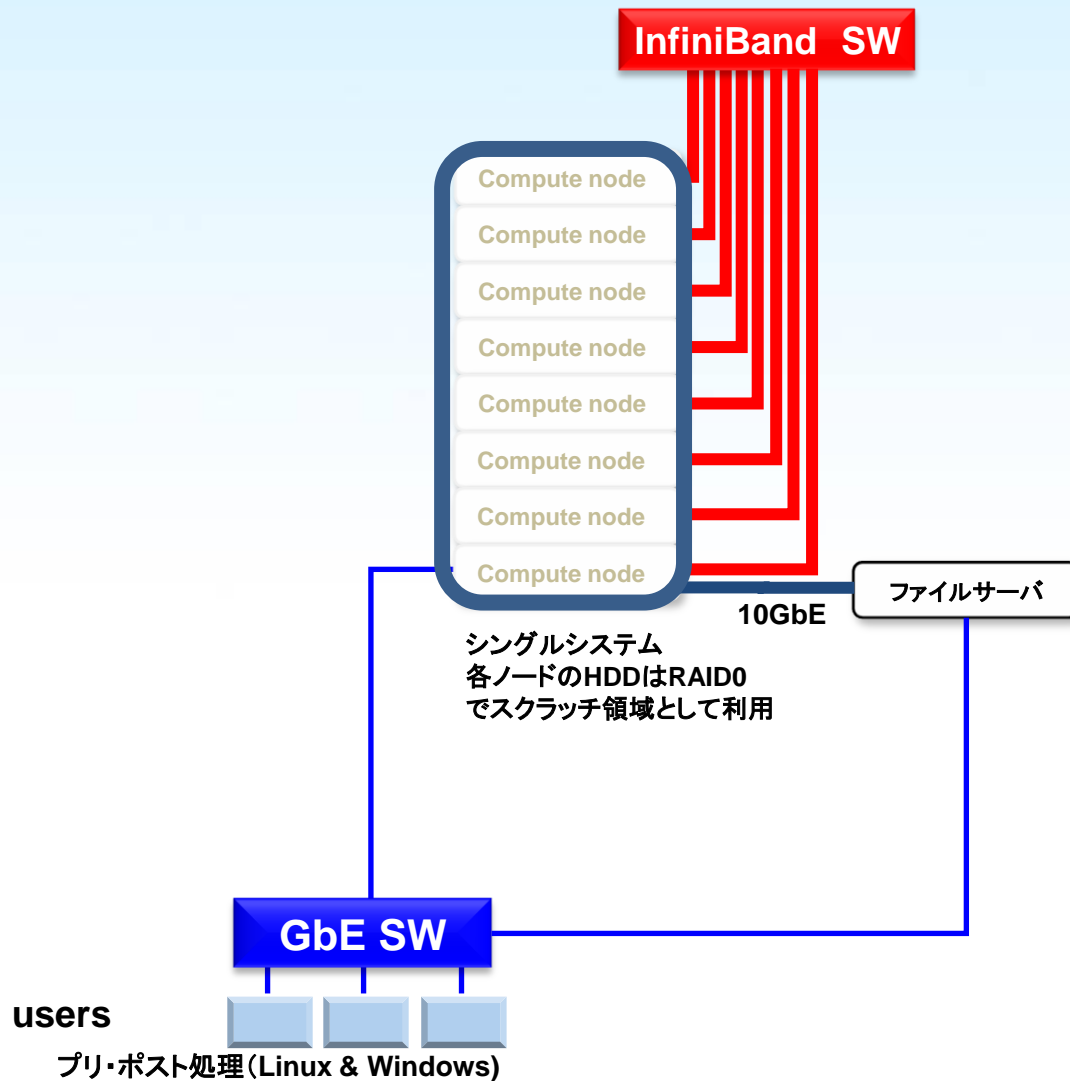 InfiniBand SW
Compute node
Compute node
Compute node
Compute node
Compute node
Compute node
Compute node
Compute node
ファイルサーバ
10GbE
シングルシステム
各ノードのHDDはRAID0
でスクラッチ領域として利用
GbE SW
users
プリ・ポスト処理(Linux & Windows)